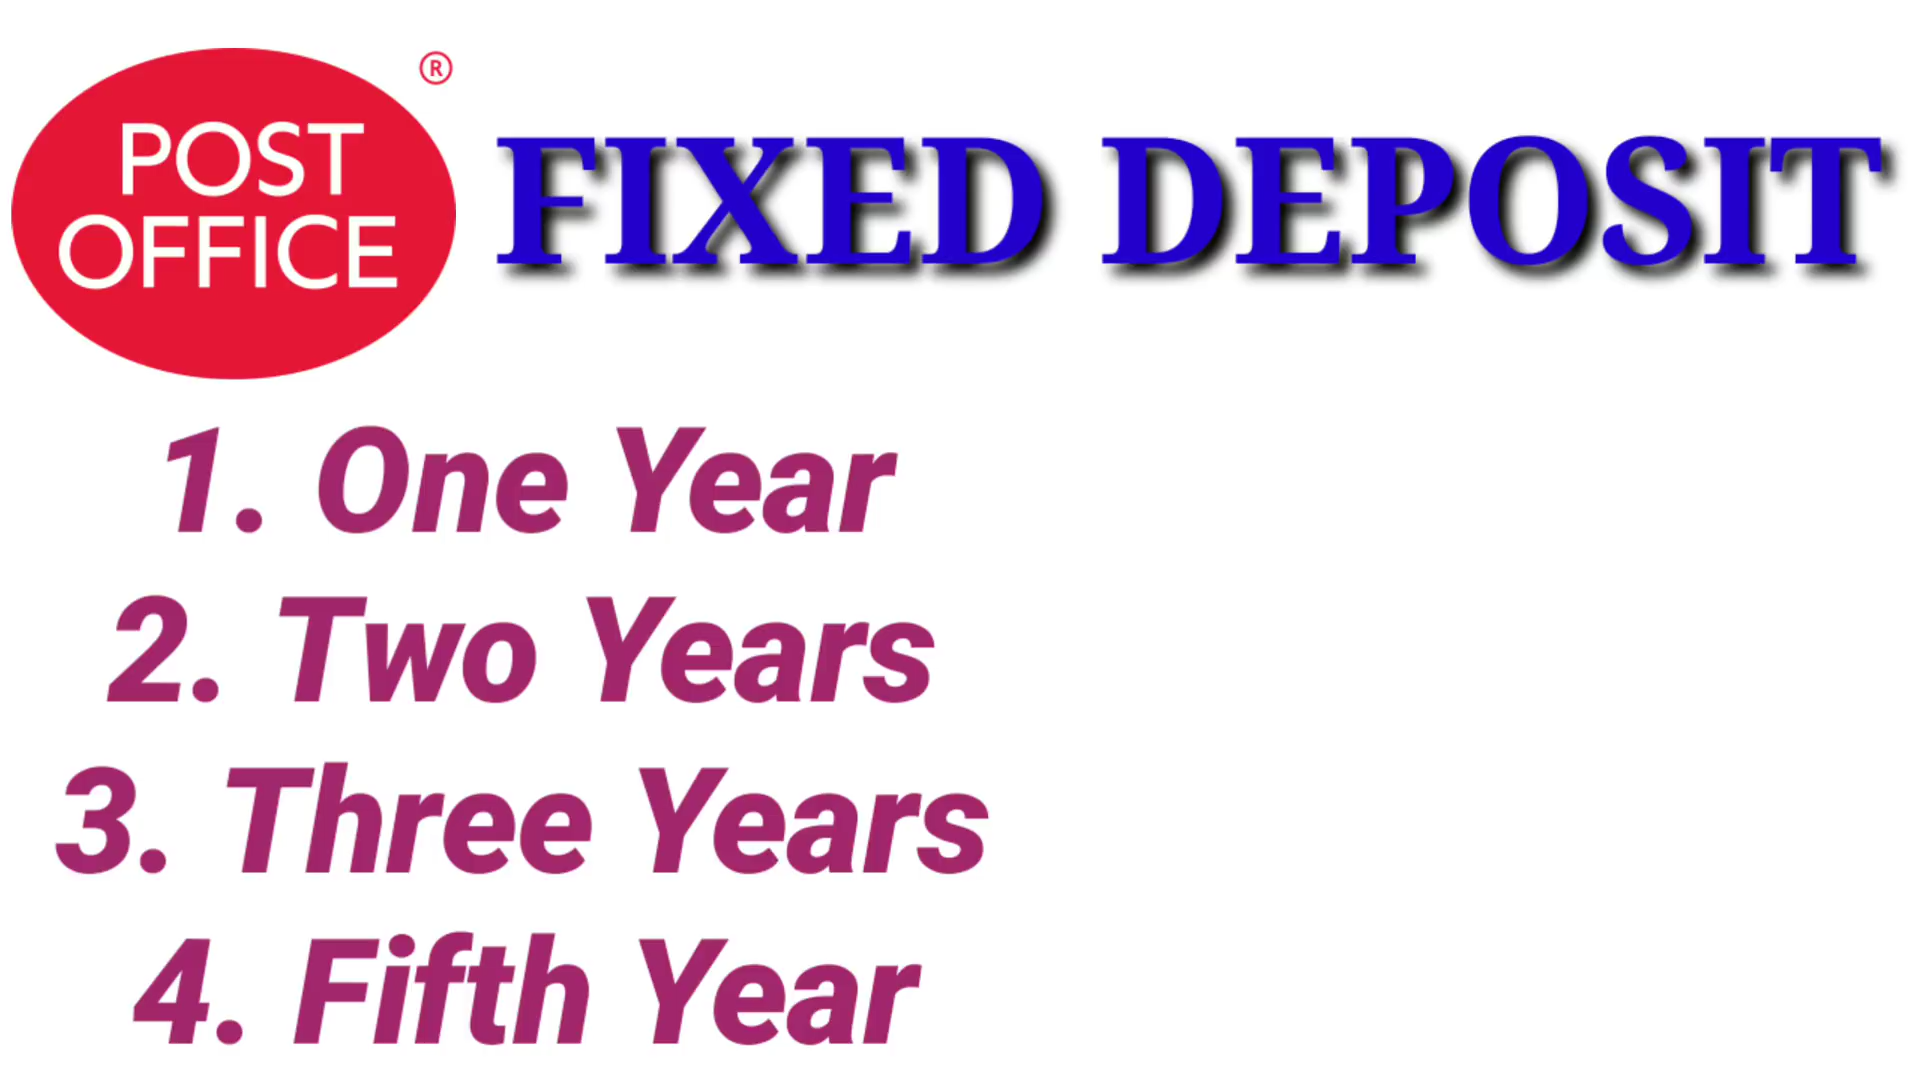 POST
OFFICE
®
FIXED DEPOSIT
1. One Year
2. Two Years
3. Three Years
4. Fifth Year